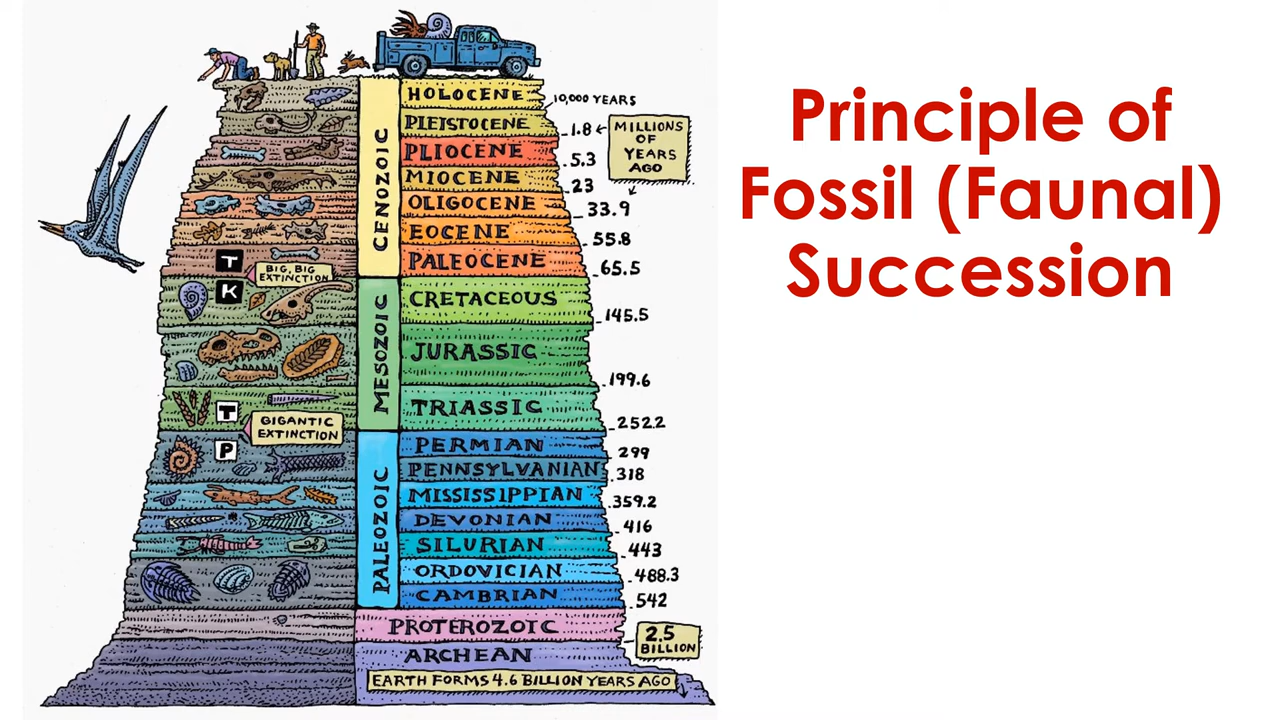 Principle of
Fossil (Faunal)
Succession
HOLOCENE
10,000 YEARS
PLEISTOCENE
1.8
MILLIONS
OF
YEARS
AGO
PLIOCENE
5.3
MIOCENE
23
OLIGOCENE
33.9
EOCENE
55.8
PALEOCENE
65.5
CENOZOIC
T
BIG, BIG
EXTINCTION
K
CRETACEOUS
145.5
JURASSIC
199.6
TRIASSIC
252.2
MESOZOIC
T
GIGANTIC
EXTINCTION
P
PERMIAN
299
PENNSYLVANIAN
318
MISSISSIPPIAN
359.2
DEVONIAN
416
SILURIAN
443
ORDOVICIAN
488.3
CAMBRIAN
542
PALEOZOIC
PROTEROZOIC
2.5
BILLION
ARCHEAN
EARTH FORMS 4.6 BILLION YEARS AGO